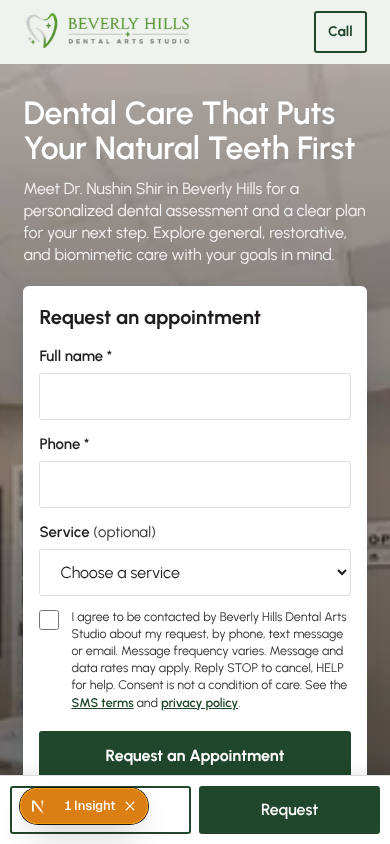 BEVERLY HILLS
DENTAL ARTS STUDIO
Call
Dental Care That Puts
Your Natural Teeth First
Meet Dr. Nushin Shir in Beverly Hills for a
personalized dental assessment and a clear plan
for your next step. Explore general, restorative,
and biomimetic care with your goals in mind.
Request an appointment
Full name *
Phone *
Service (optional)
Choose a service
I agree to be contacted by Beverly Hills Dental Arts
Studio about my request, by phone, text message
or email. Message frequency varies. Message and
data rates may apply. Reply STOP to cancel, HELP
for help. Consent is not a condition of care. See the
SMS terms and privacy policy.
Request an Appointment
N 1 Insight
Request